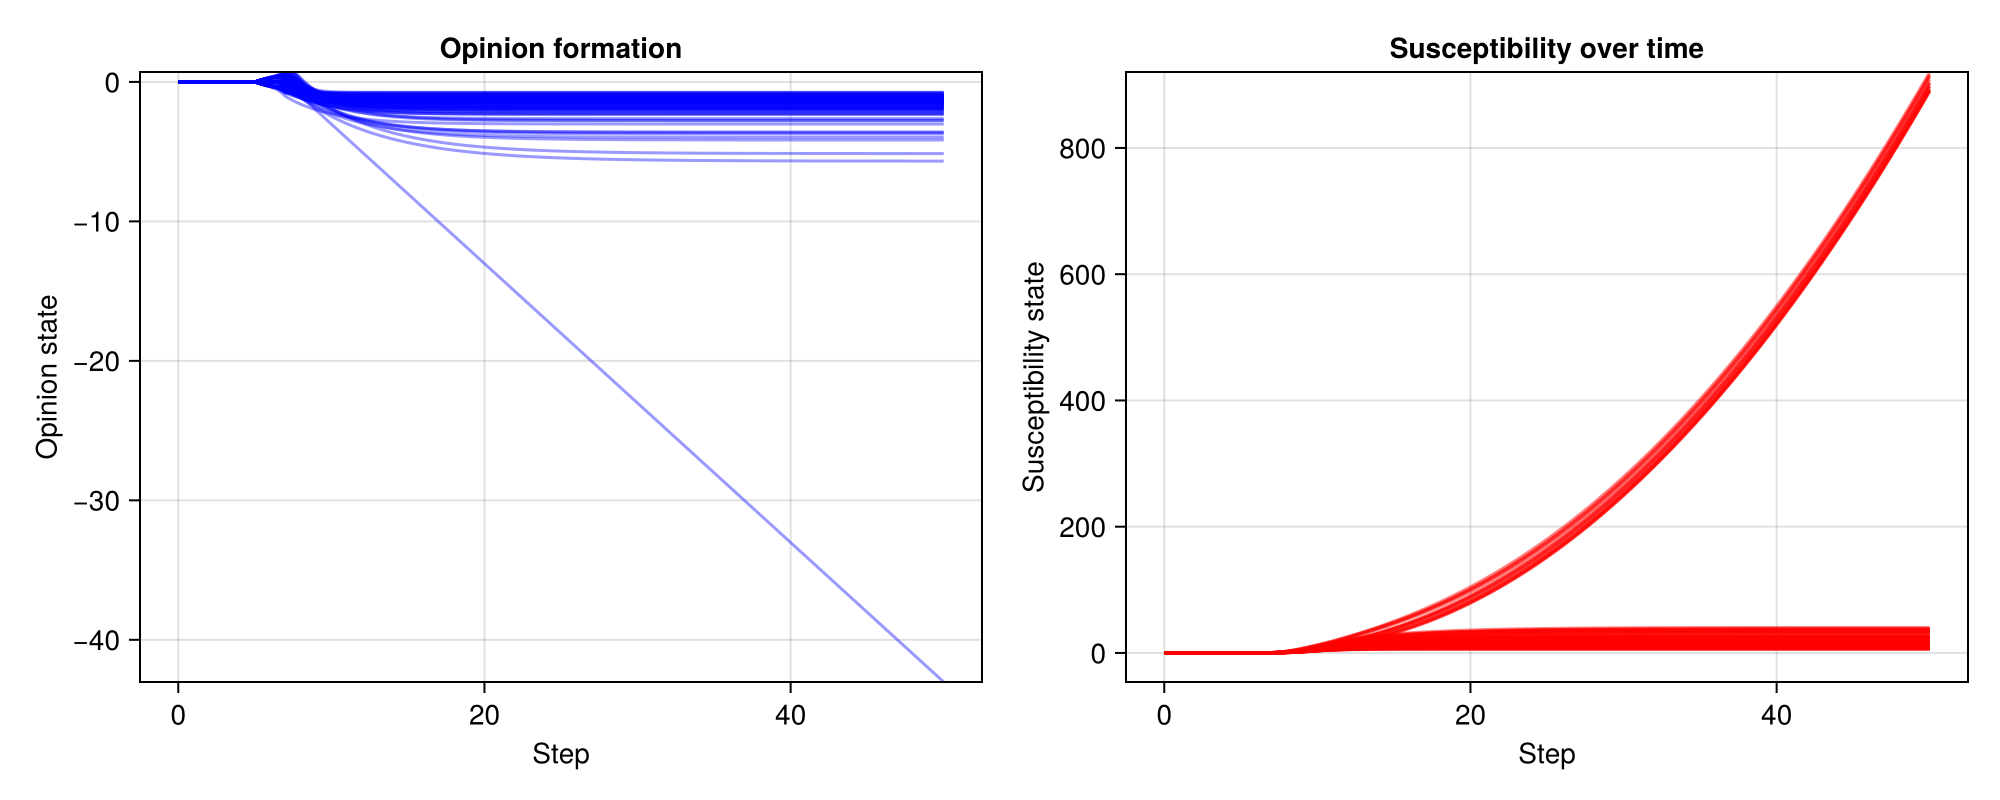 Opinion formation
Opinion state
0
−10
−20
−30
−40
0 20 40
Step
Susceptibility over time
Susceptibility state
800
600
400
200
0
0 20 40
Step